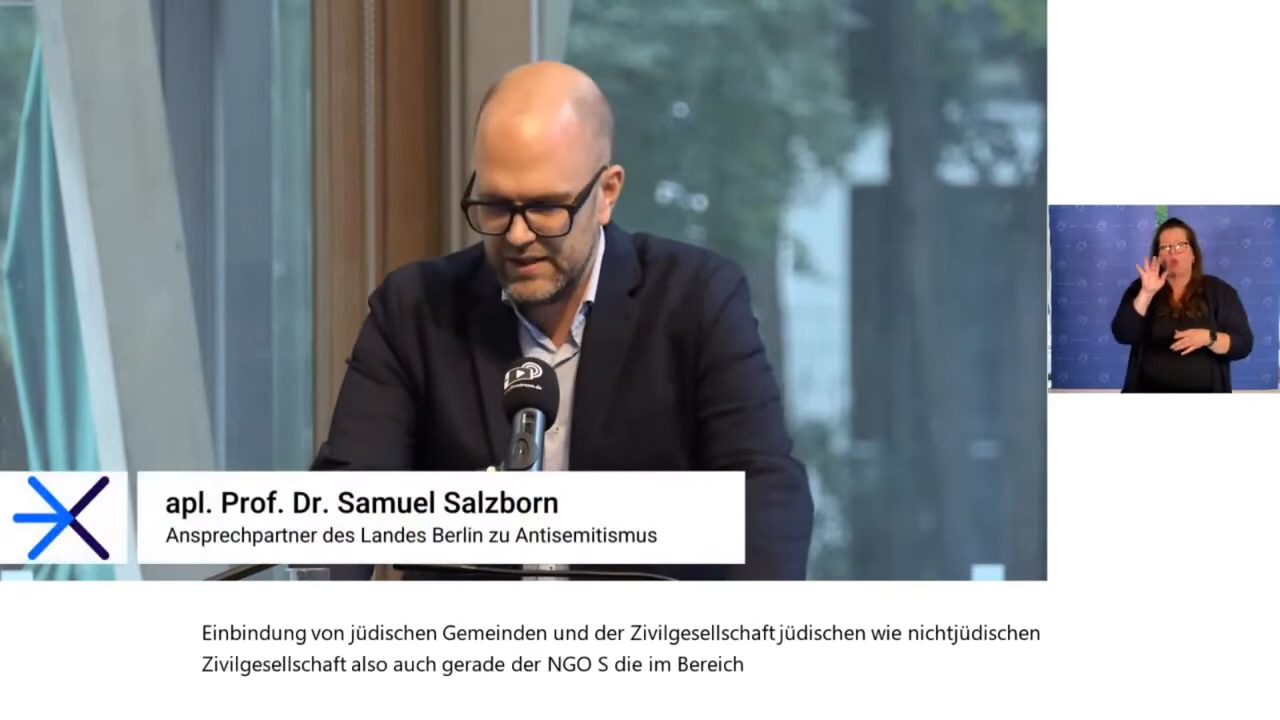 apl. Prof. Dr. Samuel Salzborn
Ansprechpartner des Landes Berlin zu Antisemitismus
Einbindung von jüdischen Gemeinden und der Zivilgesellschaft jüdischen wie nichtjüdischen
Zivilgesellschaft also auch gerade der NGO S die im Bereich